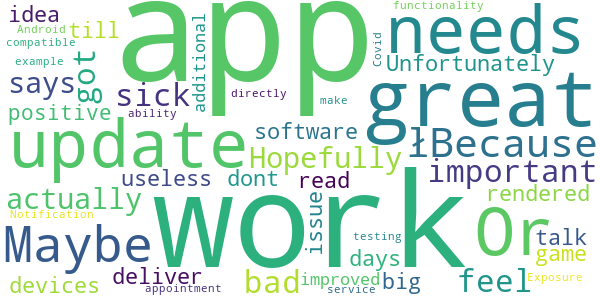 idea
Android
till
compatible
example
says
got
positive
additional
sick
app
directly
ability
make
Covid
functionality
needs
Unfortunately
great
update
software
Hopefully
łBecause
important
useless
dont
read
actually
Notification
rendered
Maybe
work
issue
Or
talk
game
testing
days
devices
deliver
appointment
bad
improved
service
big
feel
Exposure